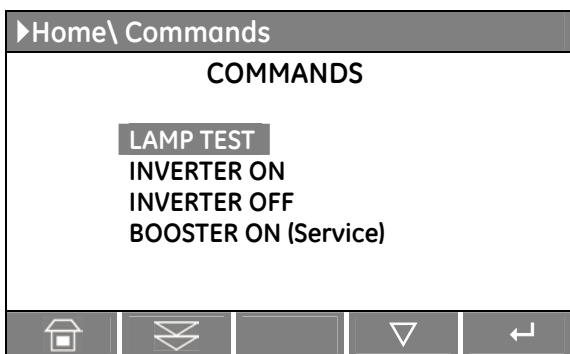 Home\ Commands
COMMANDS
LAMP TEST
INVERTER ON
INVERTER OFF
BOOSTER ON (Service)